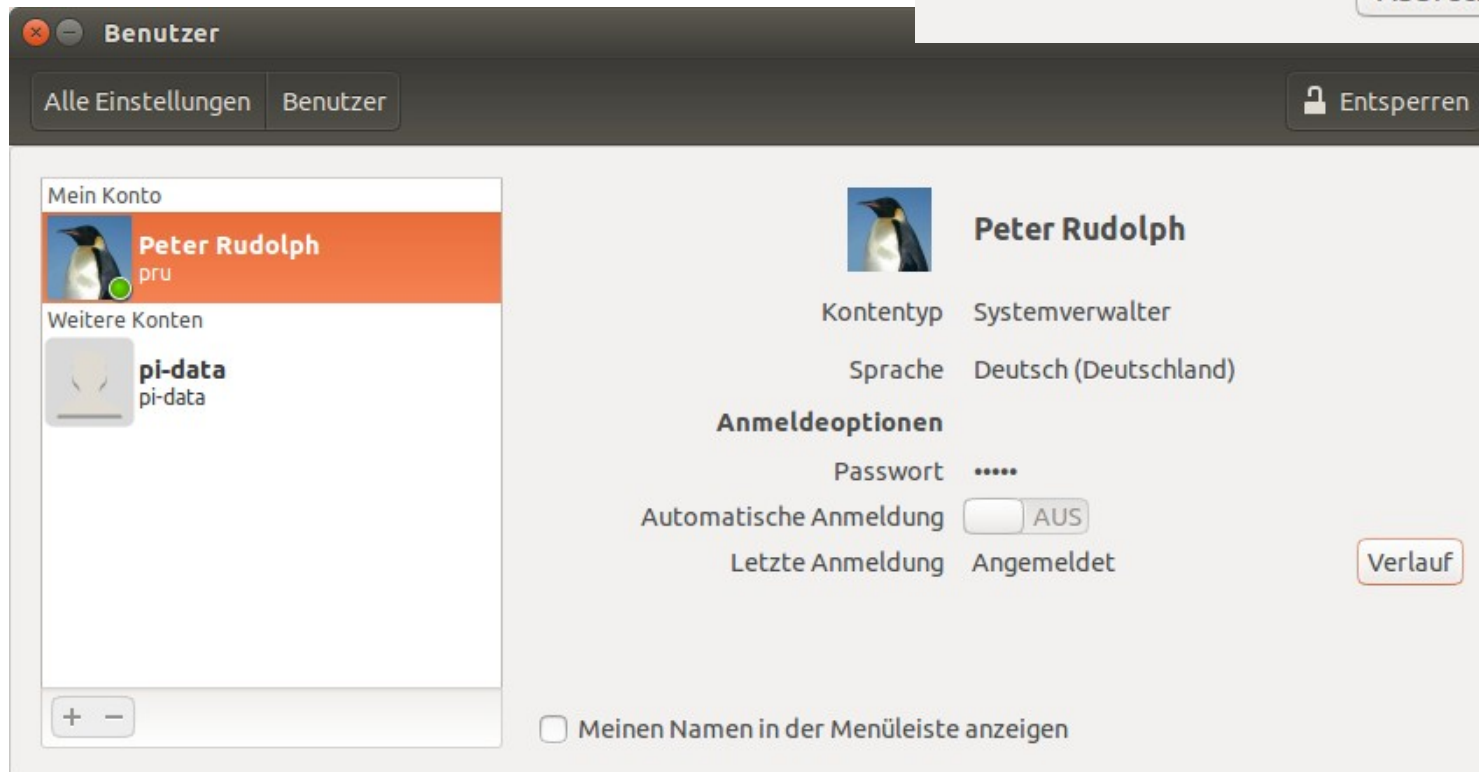 Benutzer
Alle Einstellungen Benutzer Entsperren
Mein Konto
Peter Rudolph
pru
Weitere Konten
pi-data
pi-data
+ −
Peter Rudolph
Kontentyp Systemverwalter
Sprache Deutsch (Deutschland)
Anmeldeoptionen
Passwort •••••
Automatische Anmeldung AUS
Letzte Anmeldung Angemeldet Verlauf
Meinen Namen in der Menüleiste anzeigen